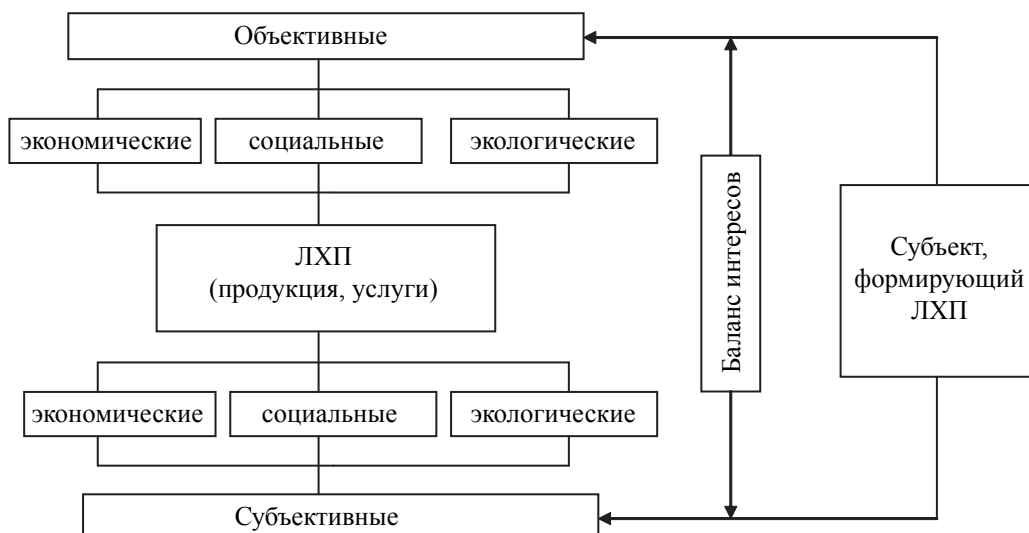 Объективные
экономические
социальные
экологические
ЛХП
(продукция, услуги)
экономические
социальные
экологические
Субъективные
Баланс интересов
Субъект,
формирующий
ЛХП